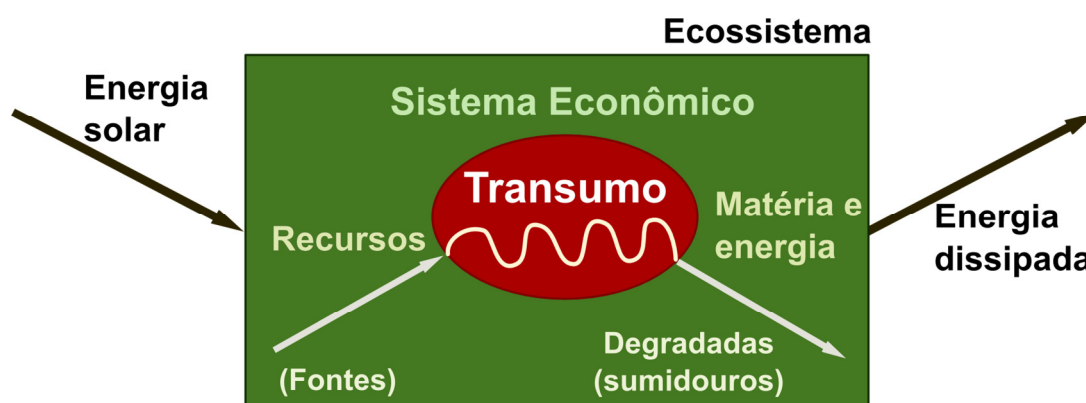 Ecossistema
Energia
solar
Sistema Econômico
Transumo
Recursos
Matéria e
energia
Energia
dissipada
(Fontes)
Degradadas
(sumidouros)